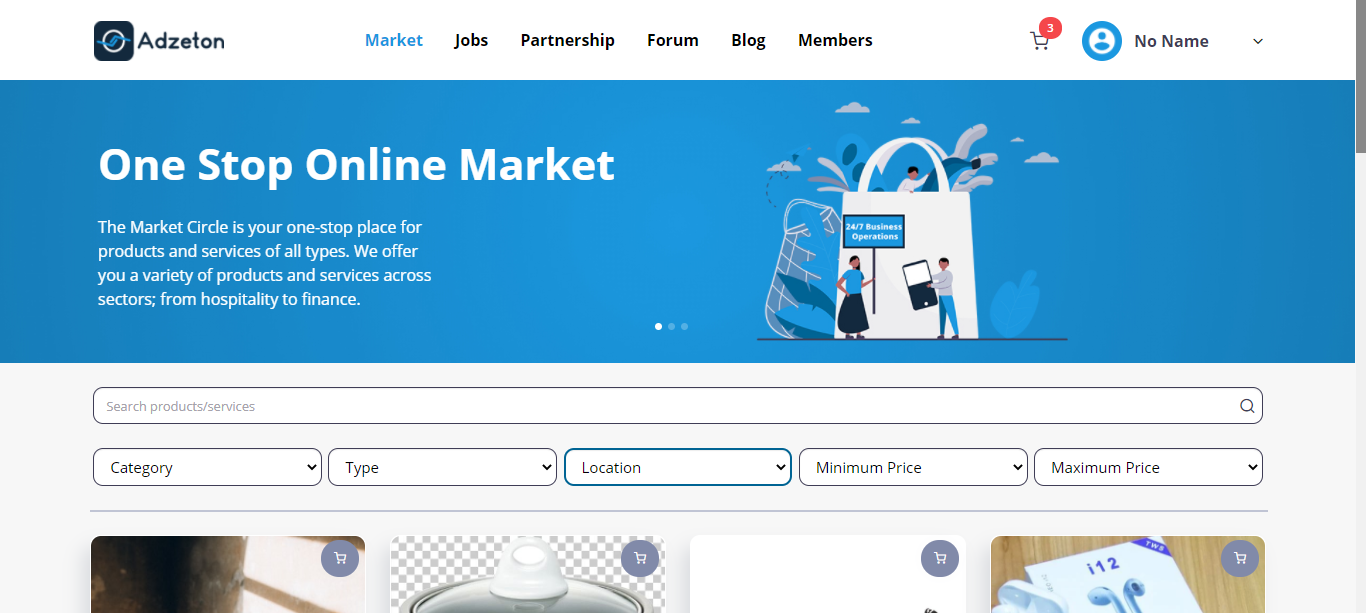 Adzeton
Market
Jobs
Partnership
Forum
Blog
Members
3
No Name
One Stop Online Market
The Market Circle is your one-stop place for
products and services of all types. We offer
you a variety of products and services across
sectors; from hospitality to finance.
24/7 Business
Operations
Search products/services
Category
Type
Location
Minimum Price
Maximum Price
TWS
i12